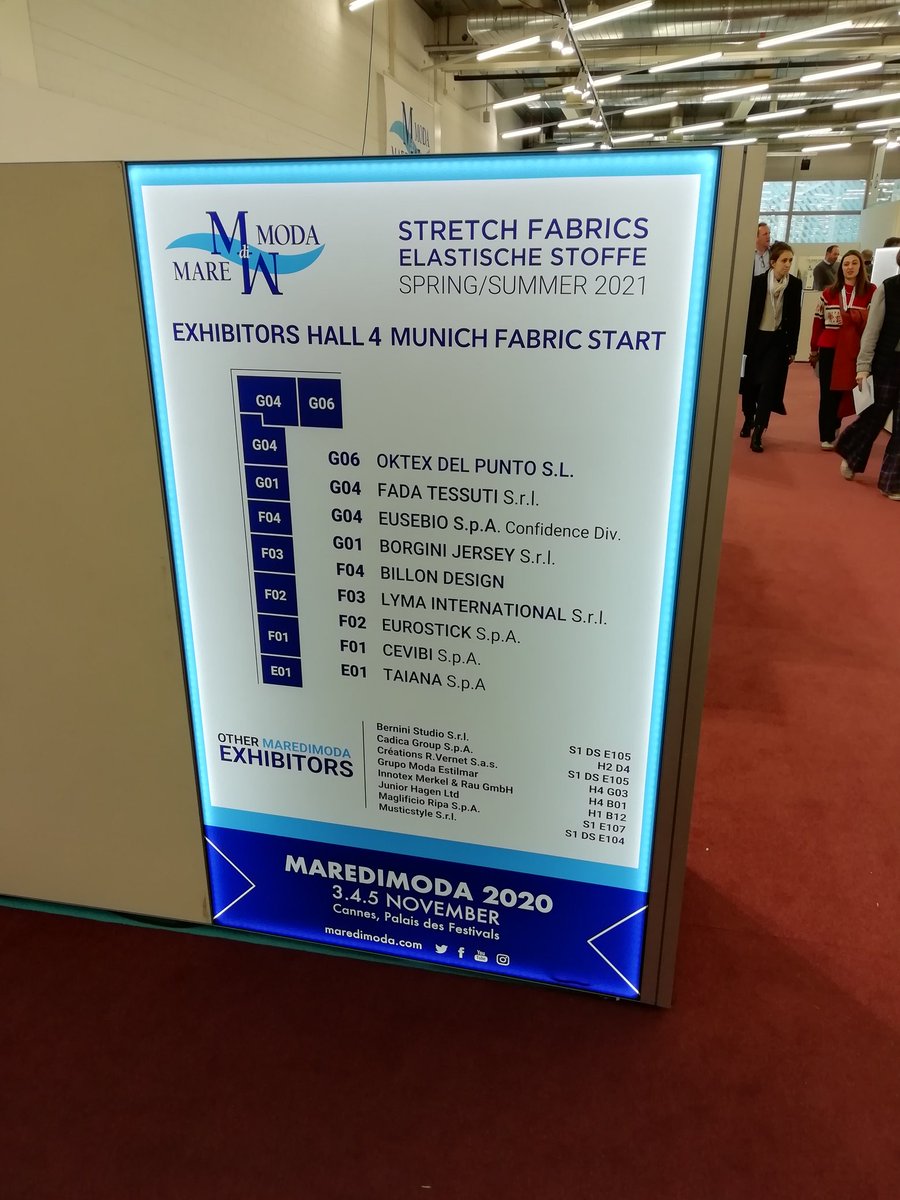 MODA
MARE
M MODA
di
MARE M
STRETCH FABRICS
ELASTISCHE STOFFE
SPRING/SUMMER 2021
EXHIBITORS HALL 4 MUNICH FABRIC START
G04 G06
G04
G01
F04
F03
F02
F01
E01
G06 OKTEX DEL PUNTO S.L.
G04 FADA TESSUTI S.r.l.
G04 EUSEBIO S.p.A. Confidence Div.
G01 BORGINI JERSEY S.r.l.
F04 BILLON DESIGN
F03 LYMA INTERNATIONAL S.r.l.
F02 EUROSTICK S.p.A.
F01 CEVIBI S.p.A.
E01 TAIANA S.p.A
OTHER MAREDIMODA
EXHIBITORS
Bernini Studio S.r.l. S1 DS E105
Cadica Group S.p.A. H2 D4
Créations R.Vernet S.a.s. S1 DS E105
Grupo Moda Estilmar H4 G03
Innotex Merkel & Rau GmbH H4 B01
Junior Hagen Ltd H1 B12
Maglificio Ripa S.p.A. S1 E107
Musticstyle S.r.l. S1 DS E104
MAREDIMODA 2020
3.4.5 NOVEMBER
Cannes, Palais des Festivals
maredimoda.com